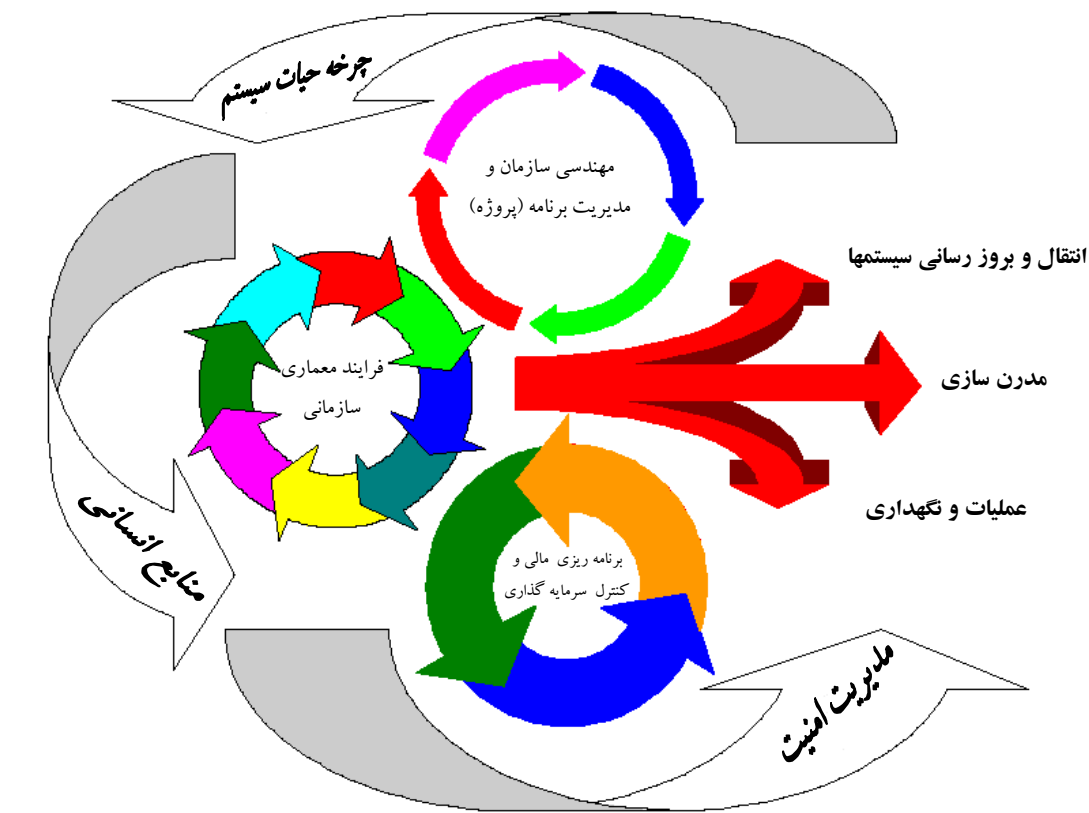 چرخه حیات سیستم
مهندسی سازمان و
مدیریت برنامه (پروژه)
انتقال و بروز رسانی سیستمها
فرایند معماری
سازمانی
مدرن سازی
عملیات و نگهداری
منابع انسانی
برنامه ریزی مالی و
کنترل سرمایه گذاری
مدیریت امنیت